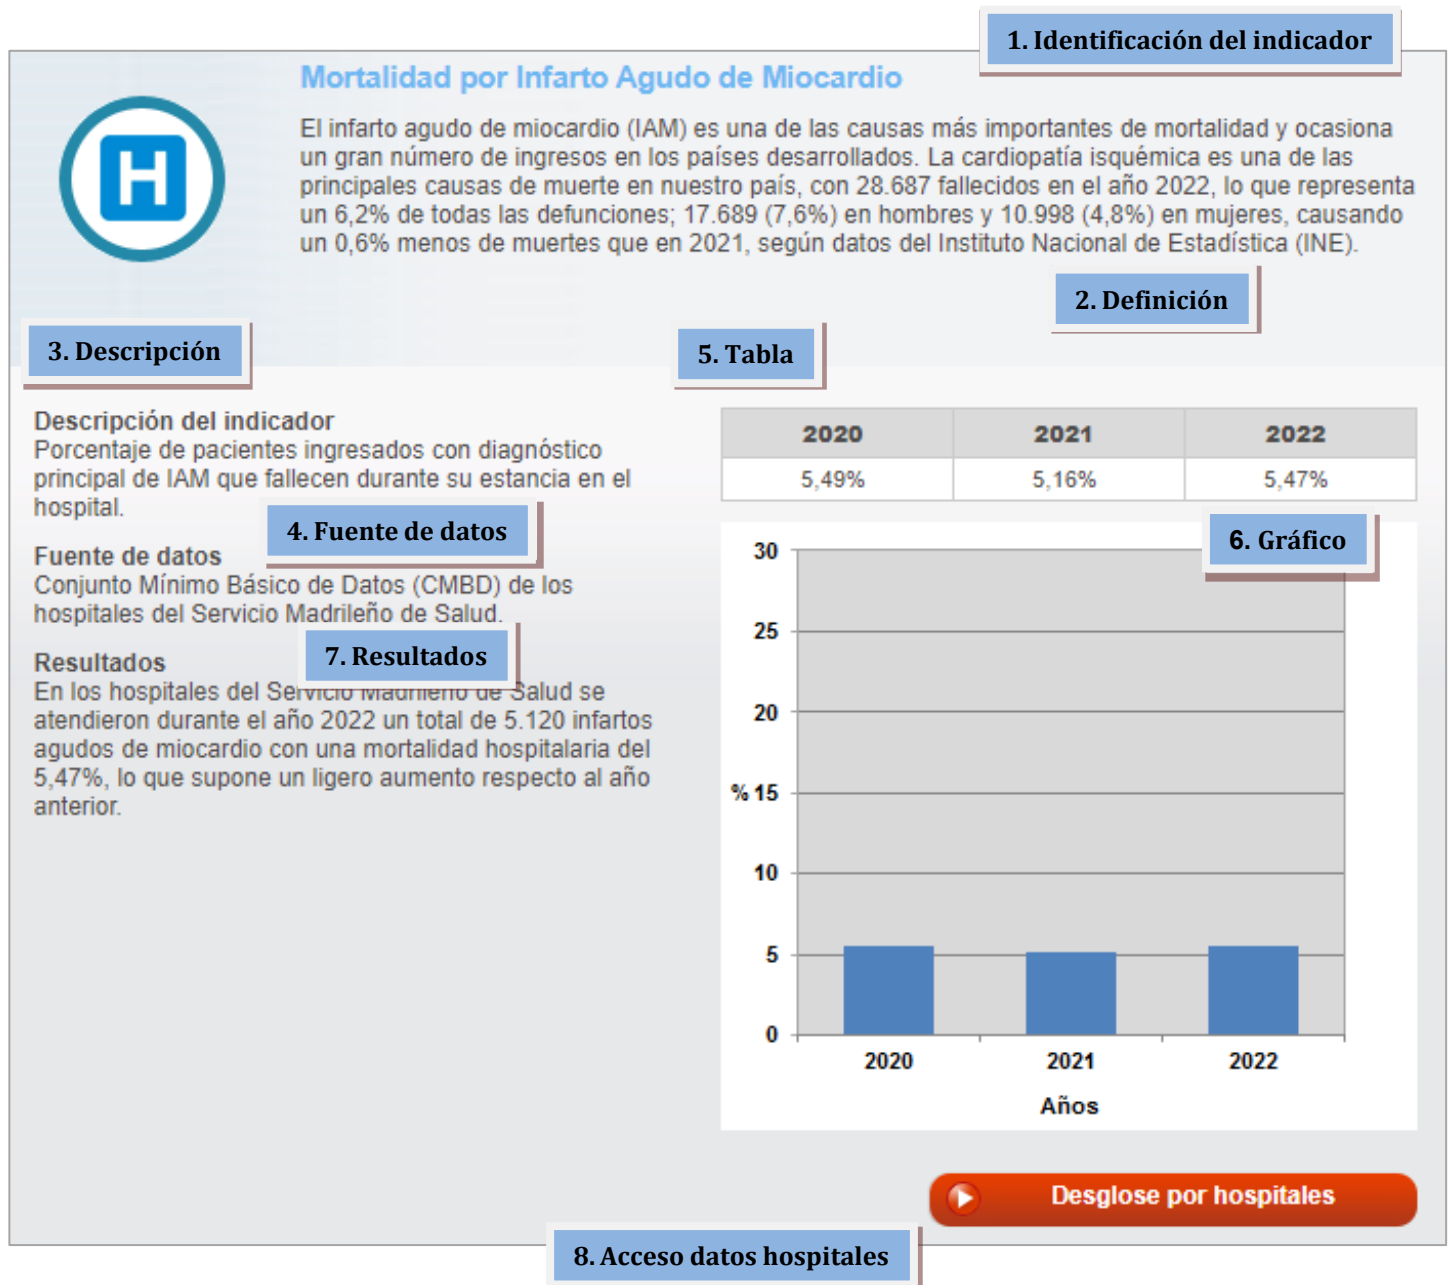 1. Identificación del indicador
Mortalidad por Infarto Agudo de Miocardio
H
El infarto agudo de miocardio (IAM) es una de las causas más importantes de mortalidad y ocasiona
un gran número de ingresos en los países desarrollados. La cardiopatía isquémica es una de las
principales causas de muerte en nuestro país, con 28.687 fallecidos en el año 2022, lo que representa
un 6,2% de todas las defunciones; 17.689 (7,6%) en hombres y 10.998 (4,8%) en mujeres, causando
un 0,6% menos de muertes que en 2021, según datos del Instituto Nacional de Estadística (INE).
2. Definición
3. Descripción
Descripción del indicador
Porcentaje de pacientes ingresados con diagnóstico
principal de IAM que fallecen durante su estancia en el
hospital.
4. Fuente de datos
Fuente de datos
Conjunto Mínimo Básico de Datos (CMBD) de los
hospitales del Servicio Madrileño de Salud.
7. Resultados
Resultados
En los hospitales del Servicio Madrileño de Salud se
atendieron durante el año 2022 un total de 5.120 infartos
agudos de miocardio con una mortalidad hospitalaria del
5,47%, lo que supone un ligero aumento respecto al año
anterior.
5. Tabla
2020 2021 2022
5,49% 5,16% 5,47%
6. Gráfico
30
25
20
% 15
10
5
0
2020 2021 2022
Años
Desglose por hospitales
8. Acceso datos hospitales